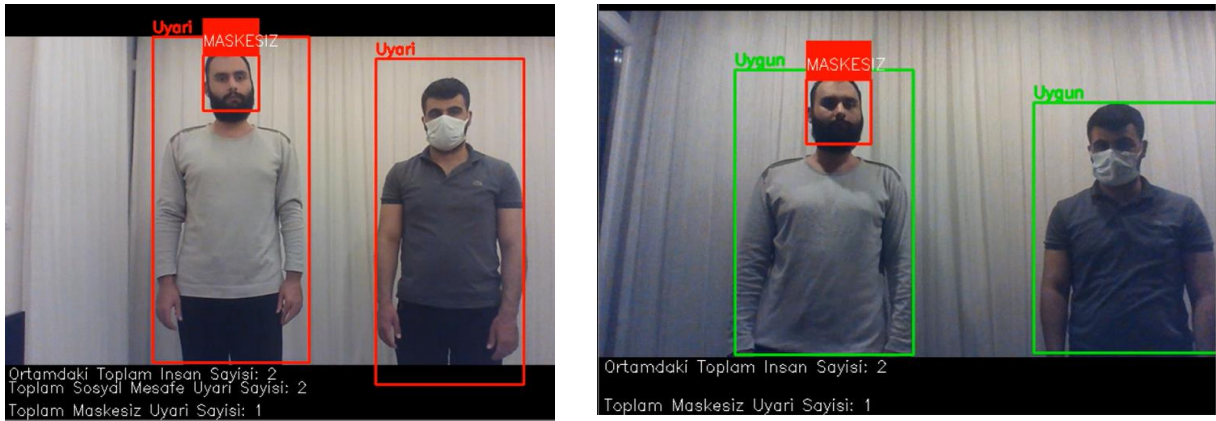 Uyari
MASKESIZ
Uyari
Ortamdaki Toplam Insan Sayisi: 2
Toplam Sosyal Mesafe Uyari Sayisi: 2
Toplam Maskesiz Uyari Sayisi: 1
Uygun
MASKESIZ
Uygun
Ortamdaki Toplam Insan Sayisi: 2
Toplam Maskesiz Uyari Sayisi: 1